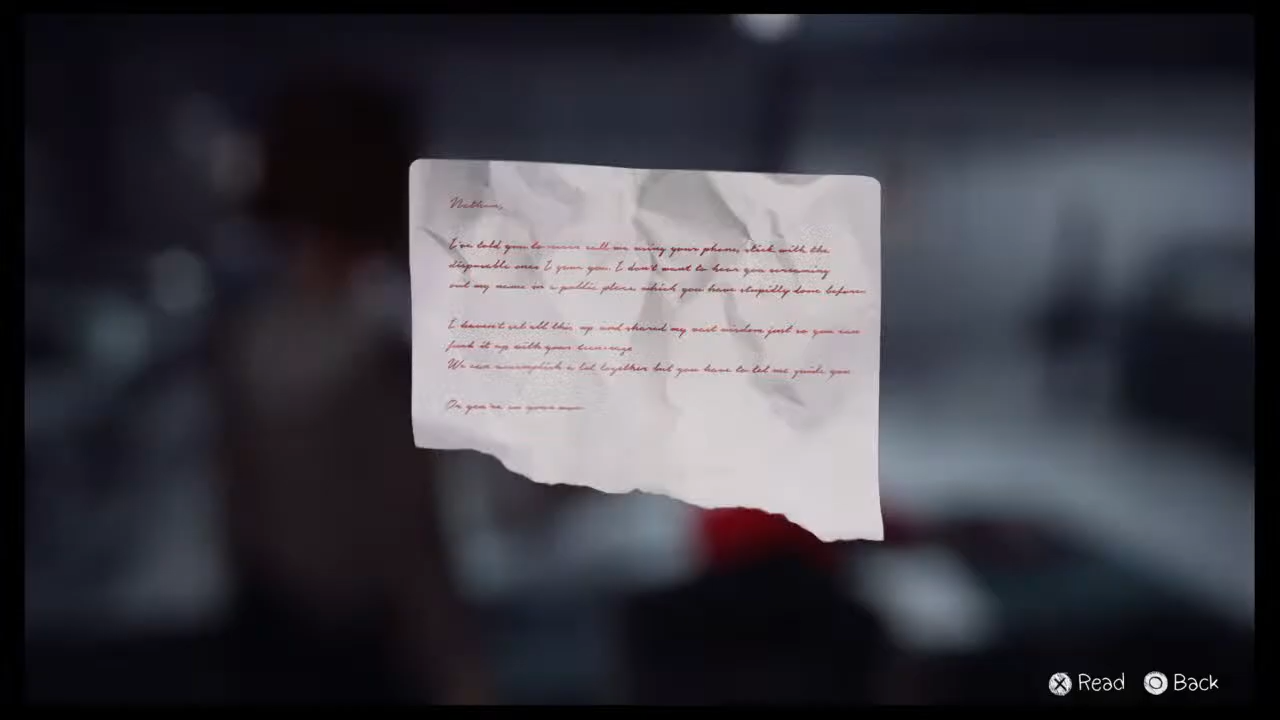 Nathan,
I've told you to never call me using your phone, stick with the
disposable ones I gave you. I don't want to hear you screaming
out my name in a public place, which you have stupidly done before.
I haven't set all this up and shared my vast wisdom just so you can
fuck it up with your teenage
We can accomplish a lot together but you have to let me guide you
Or you're on your own
Read
Back